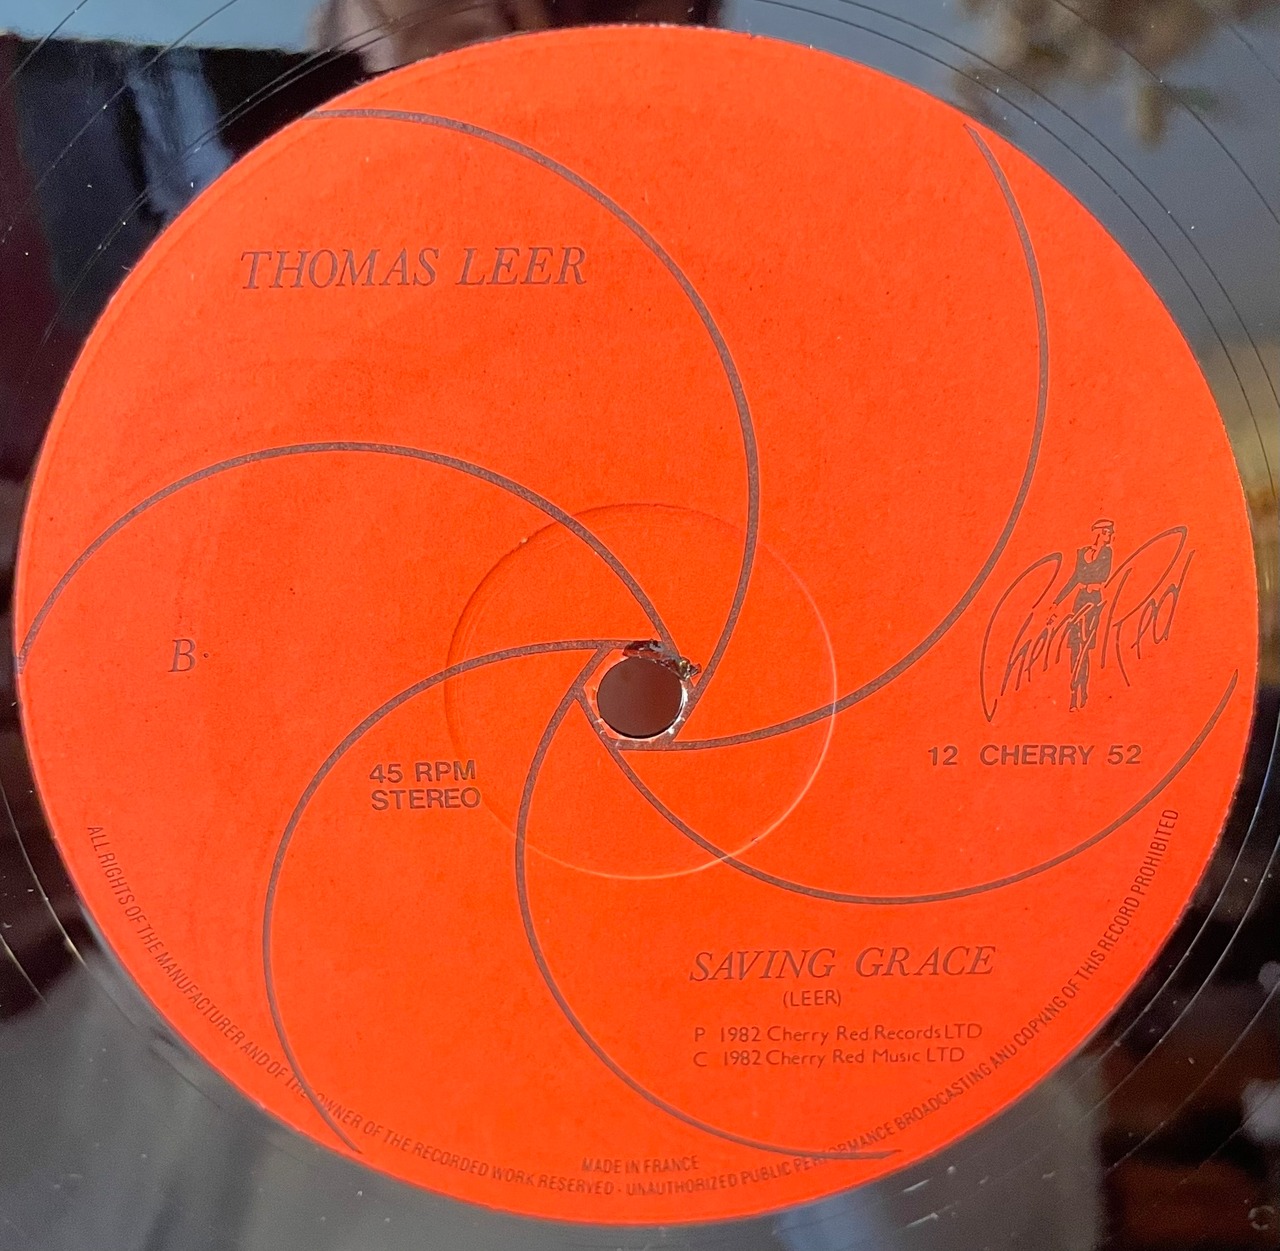 THOMAS LEER
B
Cherry Red
12 CHERRY 52
45 RPM
STEREO
SAVING GRACE
(LEER)
P 1982 Cherry Red Records LTD
C 1982 Cherry Red Music LTD
MADE IN FRANCE
ALL RIGHTS OF THE MANUFACTURER AND OF THE OWNER OF THE RECORDED WORK RESERVED - UNAUTHORIZED PUBLIC PERFORMANCE BROADCASTING AND COPYING OF THIS RECORD PROHIBITED